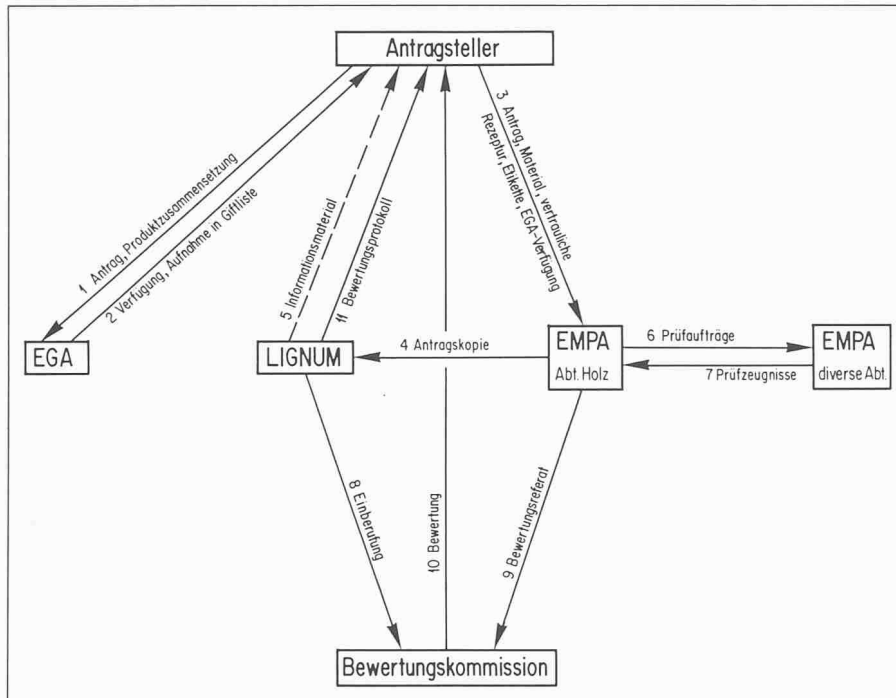 Antragsteller
1 Antrag, Produktzusammensetzung
2 Verfugung, Aufnahme in Giftliste
5 Informationsmaterial
11 Bewertungsprotokoll
3 Antrag, Material, vertrauliche
Rezeptur, Etikette, EGA-Verfugung
EGA
LIGNUM
4 Antragskopie
EMPA
Abt. Holz
6 Prüfaufträge
7 Prüfzeugnisse
EMPA
diverse Abt.
8 Einberufung
10 Bewertung
9 Bewertungsreferat
Bewertungskommission